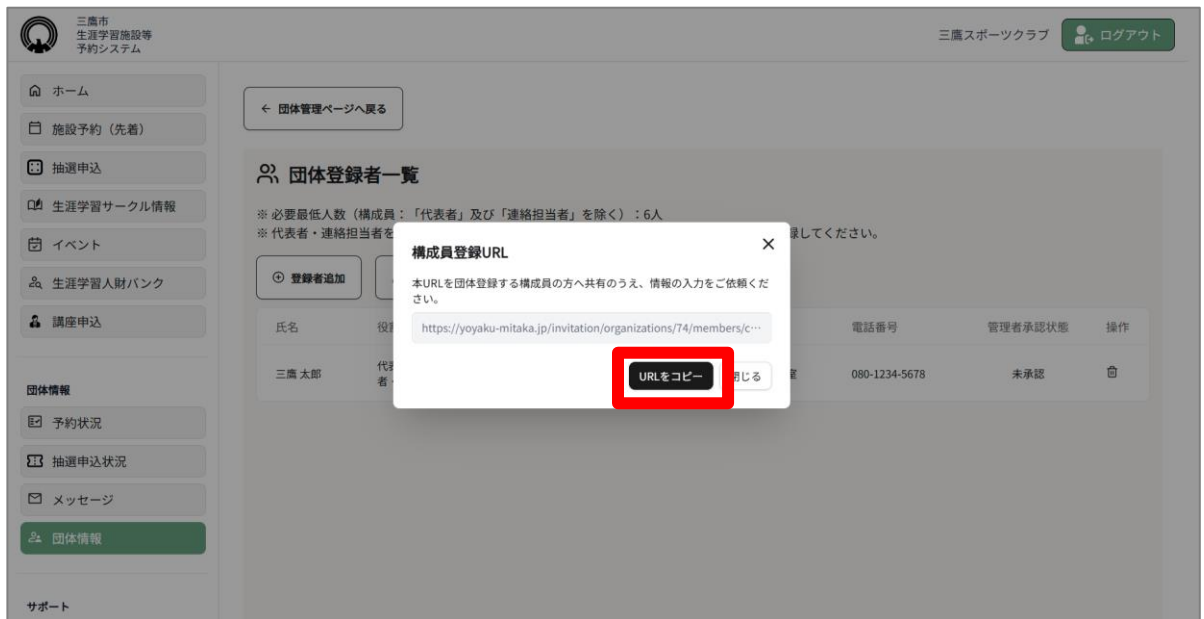 三鷹市
生涯学習施設等
予約システム
三鷹スポーツクラブ
ログアウト
ホーム
施設予約（先着）
抽選申込
生涯学習サークル情報
イベント
生涯学習人財バンク
講座申込
団体情報
予約状況
抽選申込状況
メッセージ
団体情報
サポート
← 団体管理ページへ戻る
団体登録者一覧
※ 必要最低人数（構成員：「代表者」及び「連絡担当者」を除く）：6人
※ 代表者・連絡担当者を
してください。
登録者追加
氏名
電話番号
管理者承認状態
操作
三鷹 太郎
080-1234-5678
未承認
構成員登録URL
本URLを団体登録する構成員の方へ共有のうえ、情報の入力をご依頼くだ
さい。
https://yoyaku-mitaka.jp/invitation/organizations/74/members/c…
URLをコピー
じる